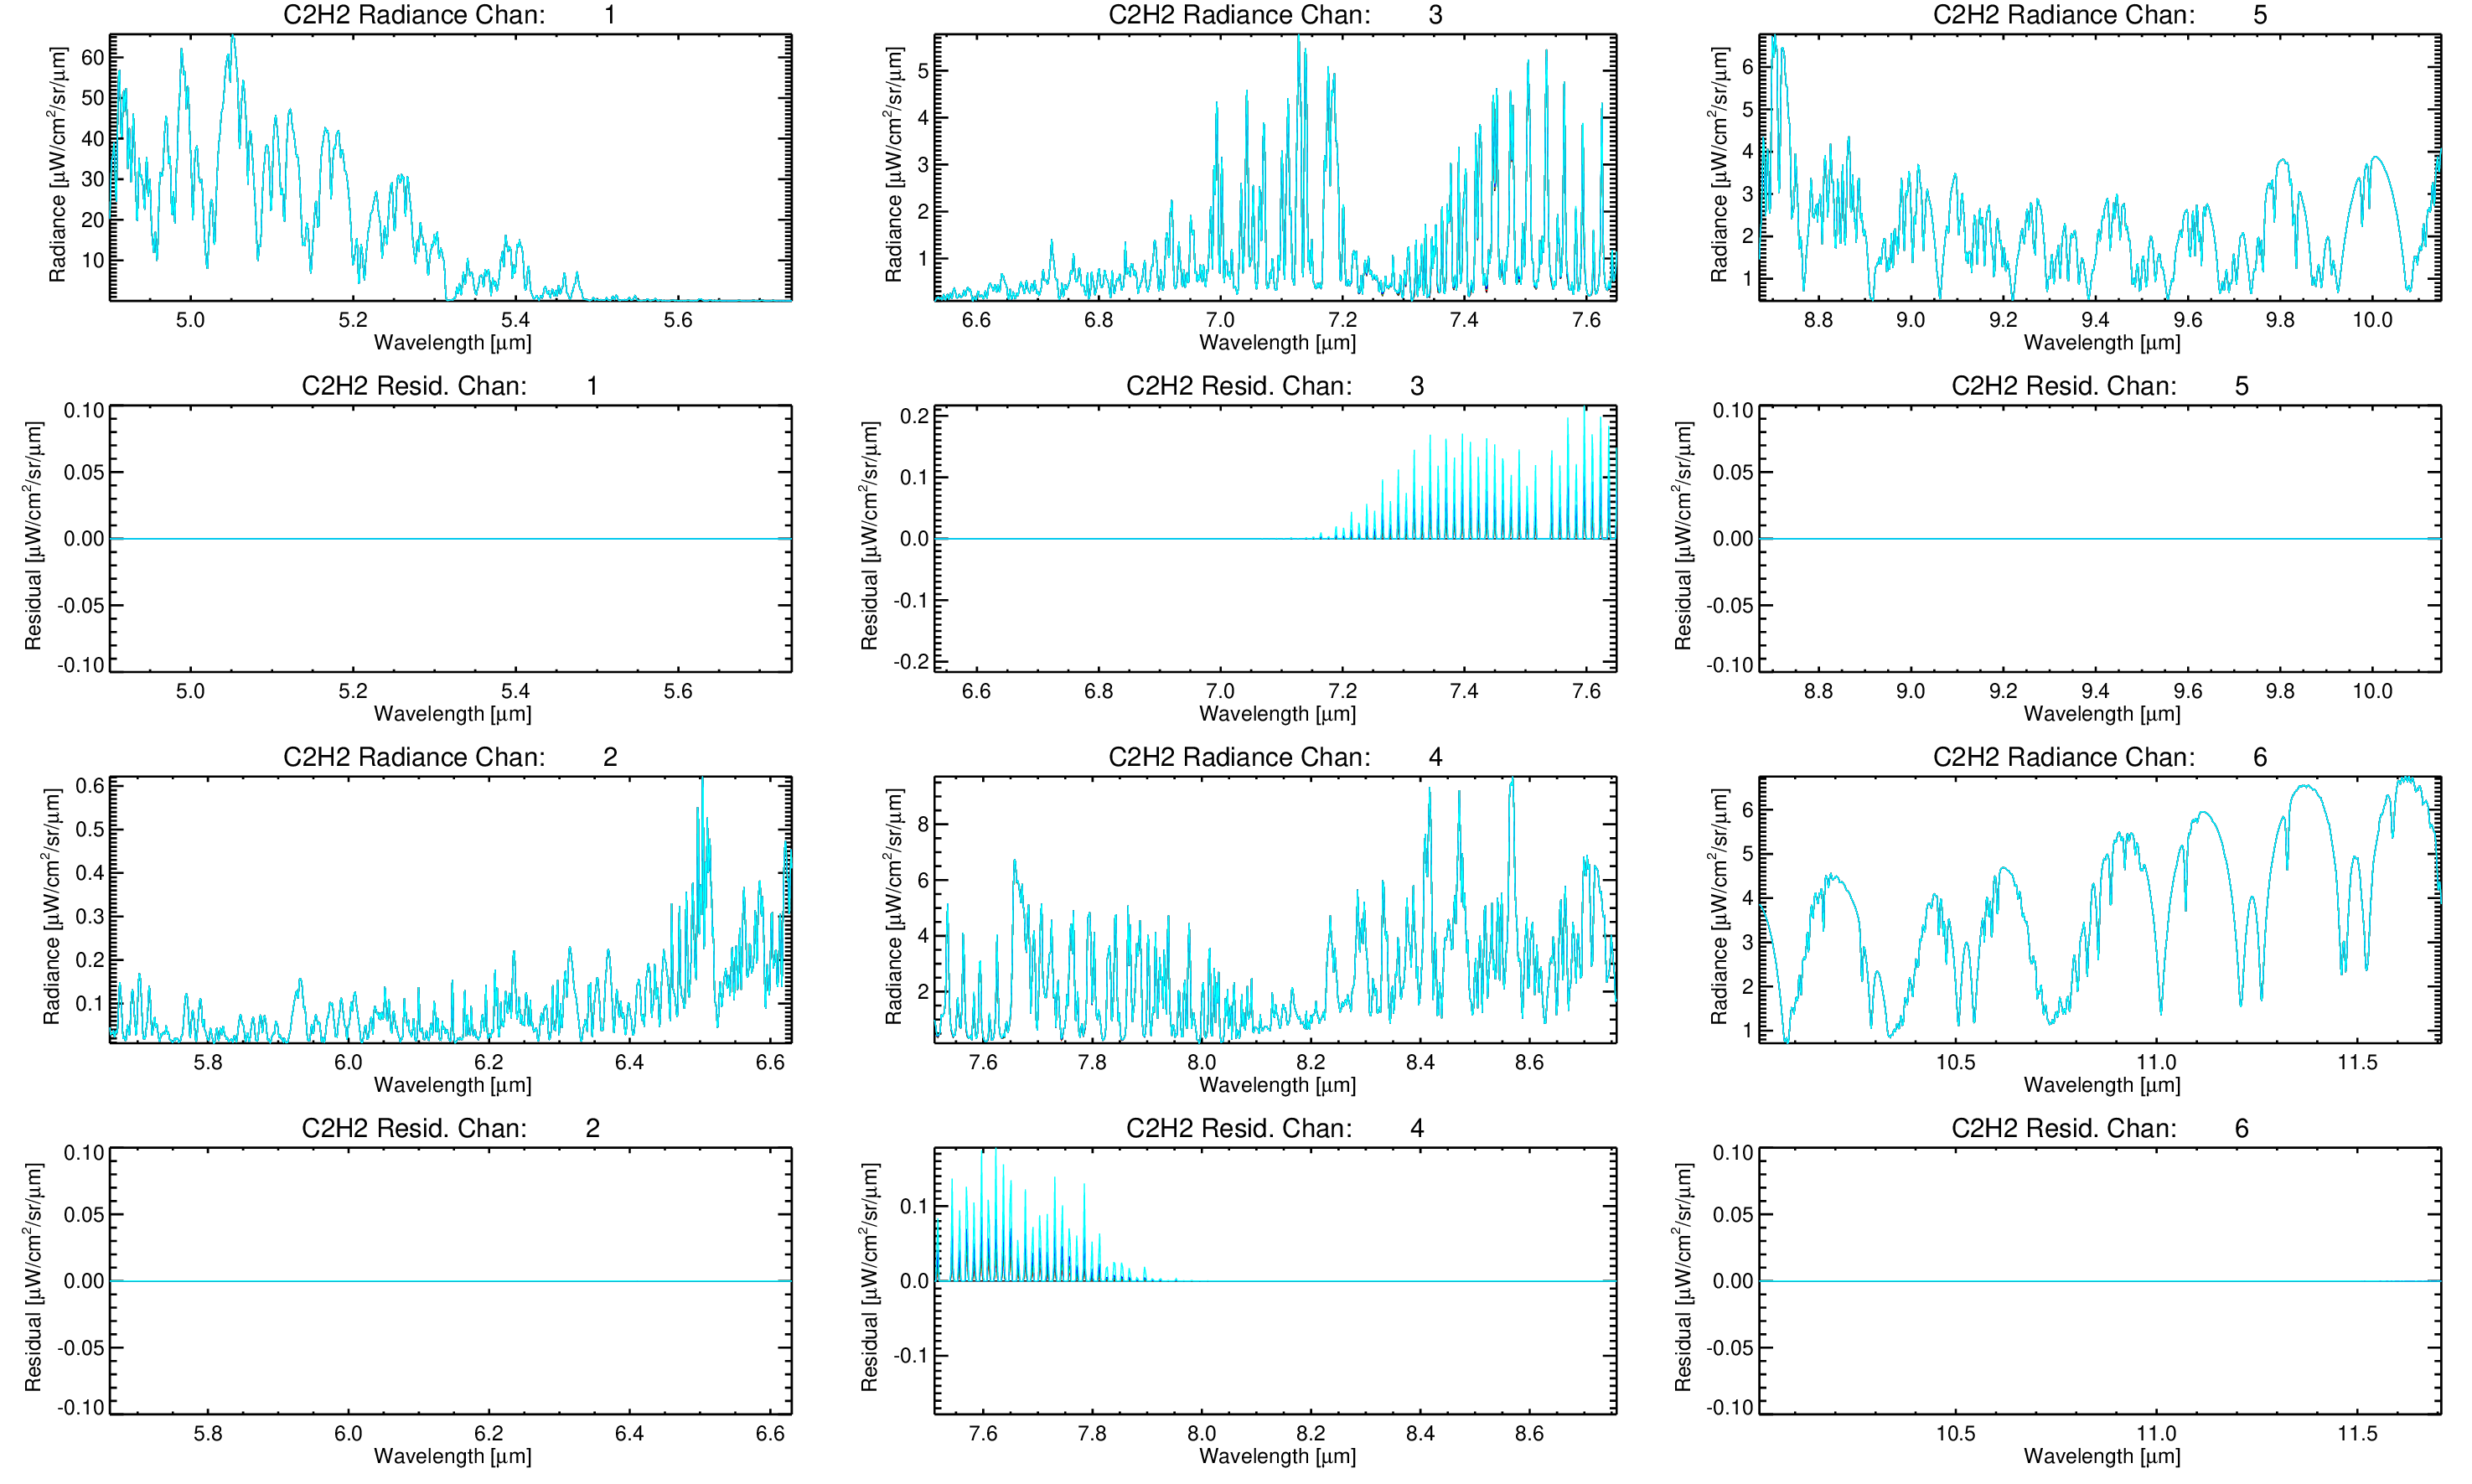 C2H2 Radiance Chan: 1
Radiance [μW/cm2/sr/μm]
60
50
40
30
20
10
5.0 5.2 5.4 5.6
Wavelength [μm]
C2H2 Radiance Chan: 3
Radiance [μW/cm2/sr/μm]
5
4
3
2
1
6.6 6.8 7.0 7.2 7.4 7.6
Wavelength [μm]
C2H2 Radiance Chan: 5
Radiance [μW/cm2/sr/μm]
6
5
4
3
2
1
8.8 9.0 9.2 9.4 9.6 9.8 10.0
Wavelength [μm]
C2H2 Resid. Chan: 1
Residual [μW/cm2/sr/μm]
0.10
0.05
0.00
-0.05
-0.10
5.0 5.2 5.4 5.6
Wavelength [μm]
C2H2 Resid. Chan: 3
Residual [μW/cm2/sr/μm]
0.2
0.1
0.0
-0.1
-0.2
6.6 6.8 7.0 7.2 7.4 7.6
Wavelength [μm]
C2H2 Resid. Chan: 5
Residual [μW/cm2/sr/μm]
0.10
0.05
0.00
-0.05
-0.10
8.8 9.0 9.2 9.4 9.6 9.8 10.0
Wavelength [μm]
C2H2 Radiance Chan: 2
Radiance [μW/cm2/sr/μm]
0.6
0.5
0.4
0.3
0.2
0.1
5.8 6.0 6.2 6.4 6.6
Wavelength [μm]
C2H2 Radiance Chan: 4
Radiance [μW/cm2/sr/μm]
8
6
4
2
7.6 7.8 8.0 8.2 8.4 8.6
Wavelength [μm]
C2H2 Radiance Chan: 6
Radiance [μW/cm2/sr/μm]
6
5
4
3
2
1
10.5 11.0 11.5
Wavelength [μm]
C2H2 Resid. Chan: 2
Residual [μW/cm2/sr/μm]
0.10
0.05
0.00
-0.05
-0.10
5.8 6.0 6.2 6.4 6.6
Wavelength [μm]
C2H2 Resid. Chan: 4
Residual [μW/cm2/sr/μm]
0.1
0.0
-0.1
7.6 7.8 8.0 8.2 8.4 8.6
Wavelength [μm]
C2H2 Resid. Chan: 6
Residual [μW/cm2/sr/μm]
0.10
0.05
0.00
-0.05
-0.10
10.5 11.0 11.5
Wavelength [μm]